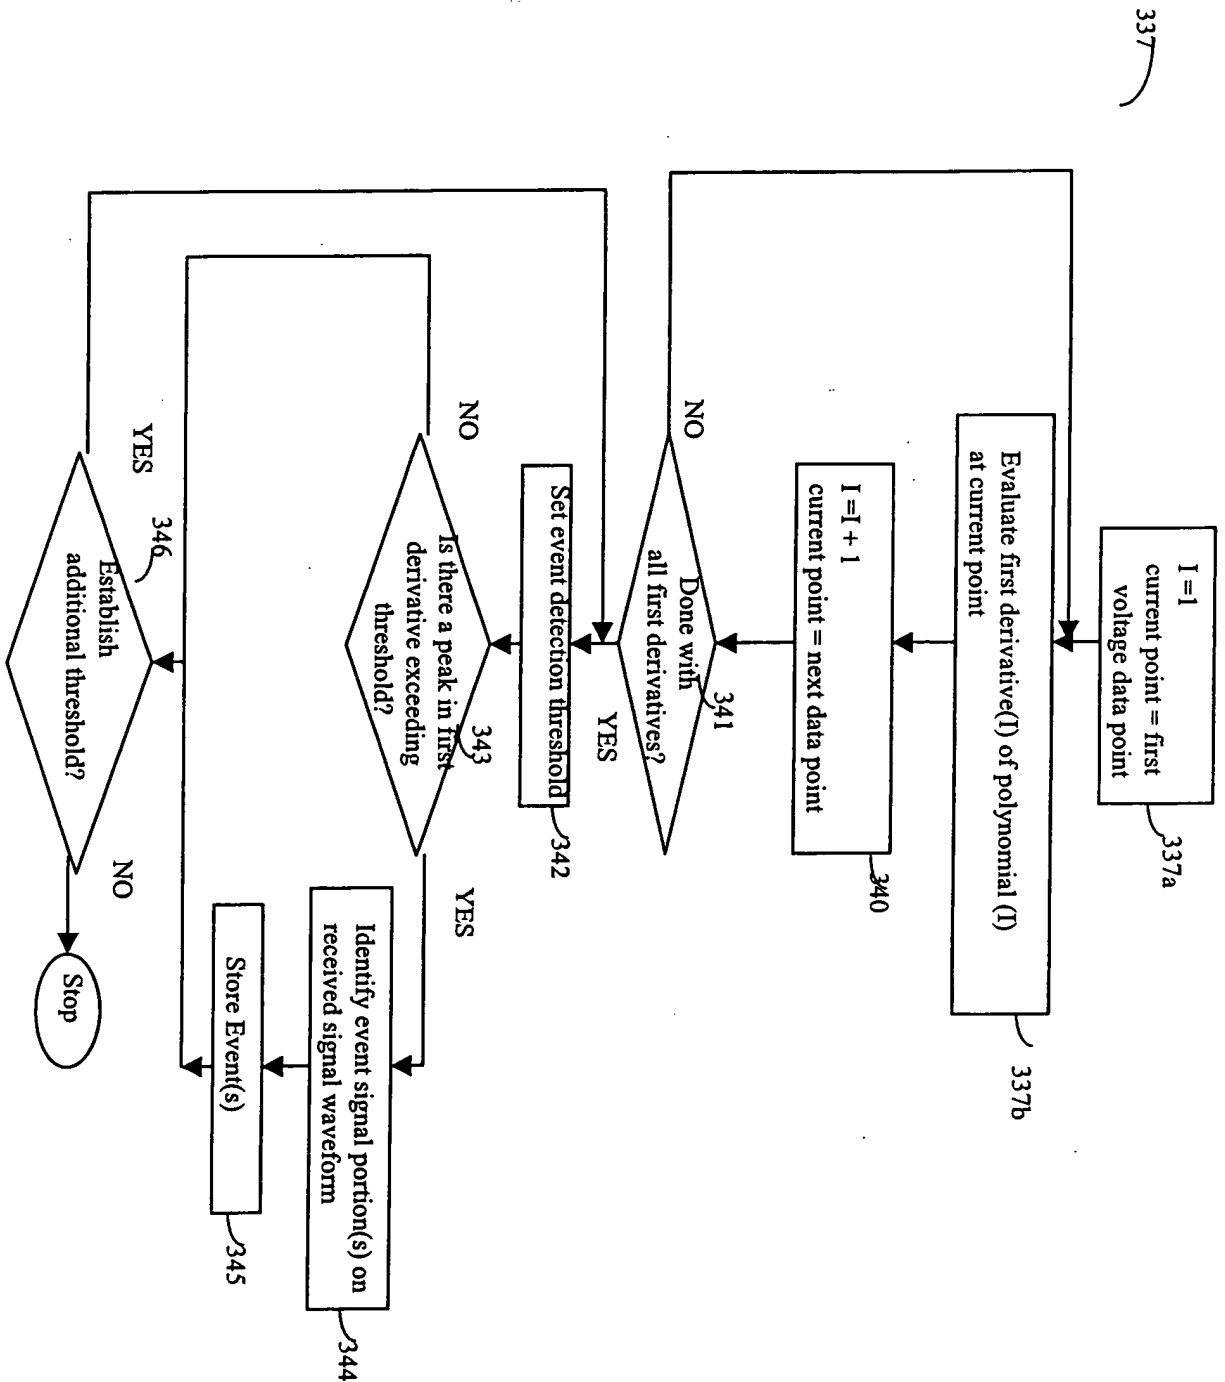 337
I =1
current point = first
voltage data point
337a
Evaluate first derivative(I) of polynomial (I)
at current point
337b
I =I + 1
current point = next data point
340
NO
Done with
all first derivatives?
341
YES
Set event detection threshold
342
NO
Is there a peak in first
derivative exceeding
threshold?
343
YES
Identify event signal portion(s) on
received signal waveform
344
Store Event(s)
345
YES
346
Establish
additional threshold?
NO
Stop